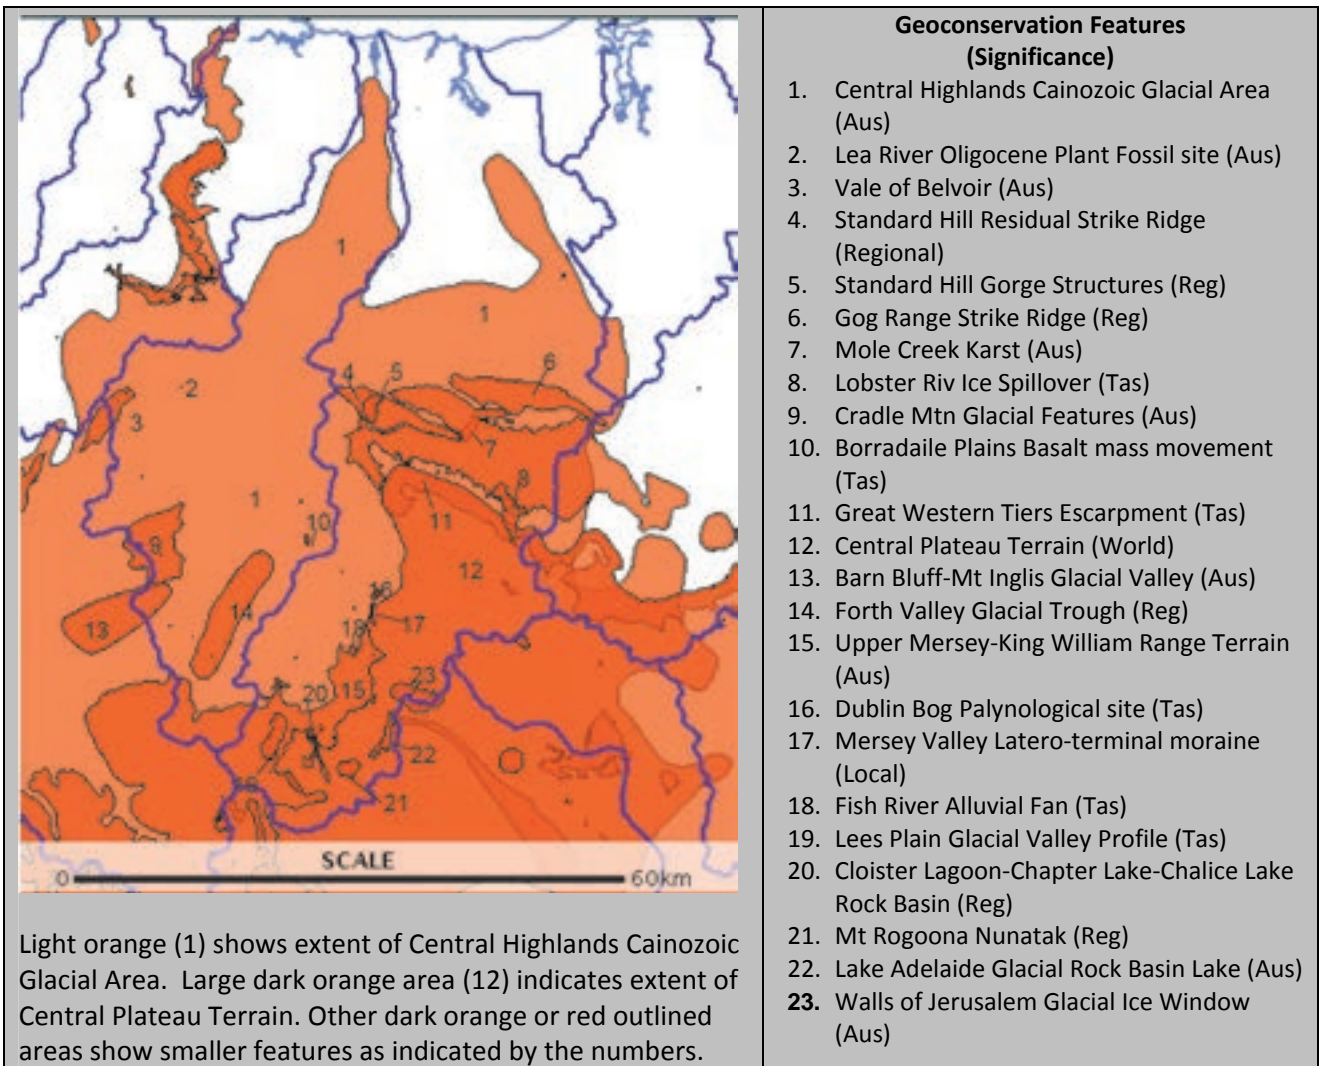 1
1
2
3
4
5
6
7
8
1
9
10
11
12
13
14
16
17
18
15
20
23
22
21
SCALE
0
60km
Light orange (1) shows extent of Central Highlands Cainozoic
Glacial Area. Large dark orange area (12) indicates extent of
Central Plateau Terrain. Other dark orange or red outlined
areas show smaller features as indicated by the numbers.
Geoconservation Features
(Significance)
1. Central Highlands Cainozoic Glacial Area
(Aus)
2. Lea River Oligocene Plant Fossil site (Aus)
3. Vale of Belvoir (Aus)
4. Standard Hill Residual Strike Ridge
(Regional)
5. Standard Hill Gorge Structures (Reg)
6. Gog Range Strike Ridge (Reg)
7. Mole Creek Karst (Aus)
8. Lobster Riv Ice Spillover (Tas)
9. Cradle Mtn Glacial Features (Aus)
10. Borradaile Plains Basalt mass movement
(Tas)
11. Great Western Tiers Escarpment (Tas)
12. Central Plateau Terrain (World)
13. Barn Bluff-Mt Inglis Glacial Valley (Aus)
14. Forth Valley Glacial Trough (Reg)
15. Upper Mersey-King William Range Terrain
(Aus)
16. Dublin Bog Palynological site (Tas)
17. Mersey Valley Latero-terminal moraine
(Local)
18. Fish River Alluvial Fan (Tas)
19. Lees Plain Glacial Valley Profile (Tas)
20. Cloister Lagoon-Chapter Lake-Chalice Lake
Rock Basin (Reg)
21. Mt Rogoona Nunatak (Reg)
22. Lake Adelaide Glacial Rock Basin Lake (Aus)
23. Walls of Jerusalem Glacial Ice Window
(Aus)